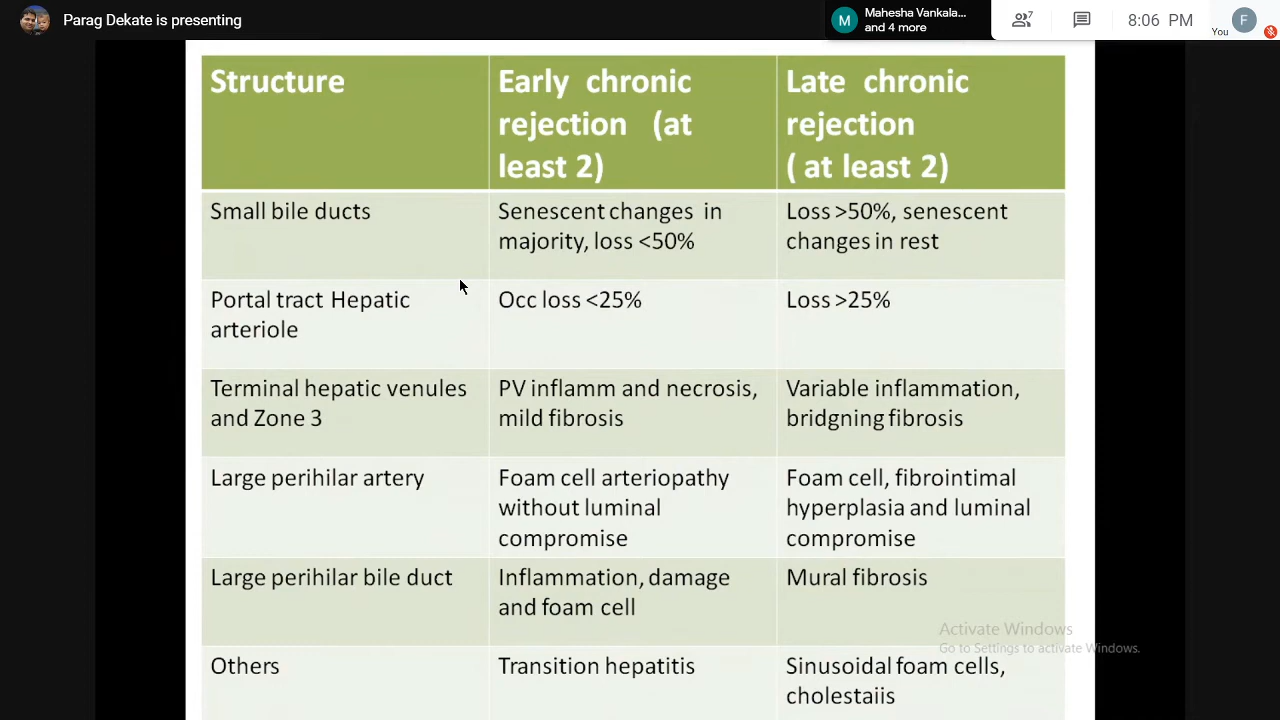 Parag Dekate is presenting
M
Mahesha Vankala...
and 4 more
7
8:06 PM
You
F
Structure
Early chronic
rejection (at
least 2)
Late chronic
rejection
( at least 2)
Small bile ducts
Senescent changes in
majority, loss <50%
Loss >50%, senescent
changes in rest
Portal tract Hepatic
arteriole
Occ loss <25%
Loss >25%
Terminal hepatic venules
and Zone 3
PV inflamm and necrosis,
mild fibrosis
Variable inflammation,
bridgning fibrosis
Large perihilar artery
Foam cell arteriopathy
without luminal
compromise
Foam cell, fibrointimal
hyperplasia and luminal
compromise
Large perihilar bile duct
Inflammation, damage
and foam cell
Mural fibrosis
Activate Windows
Go to Settings to activate Windows.
Others
Transition hepatitis
Sinusoidal foam cells,
cholestaiis